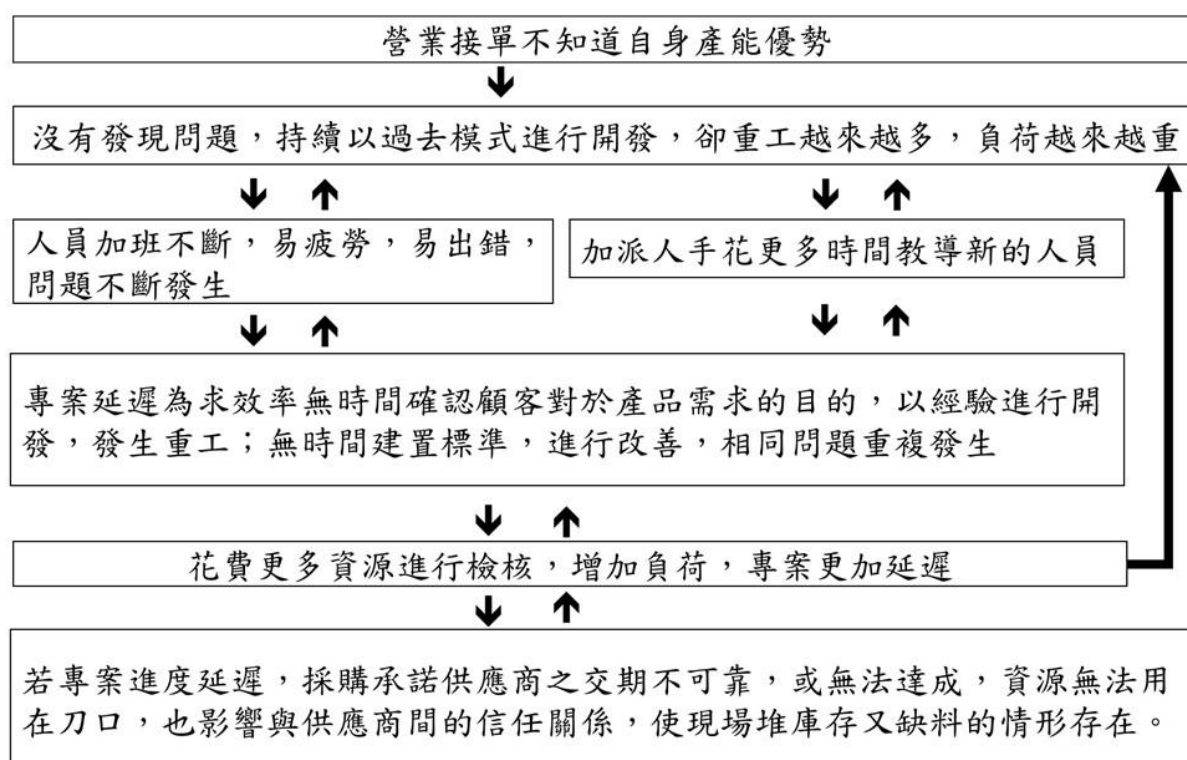 營業接單不知道自身產能優勢
沒有發現問題，持續以過去模式進行開發，卻重工越來越多，負荷越來越重
人員加班不斷，易疲勞，易出錯，
問題不斷發生
加派人手花更多時間教導新的人員
專案延遲為求效率無時間確認顧客對於產品需求的目的，以經驗進行開
發，發生重工；無時間建置標準，進行改善，相同問題重複發生
花費更多資源進行檢核，增加負荷，專案更加延遲
若專案進度延遲，採購承諾供應商之交期不可靠，或無法達成，資源無法用
在刀口，也影響與供應商間的信任關係，使現場堆庫存又缺料的情形存在。